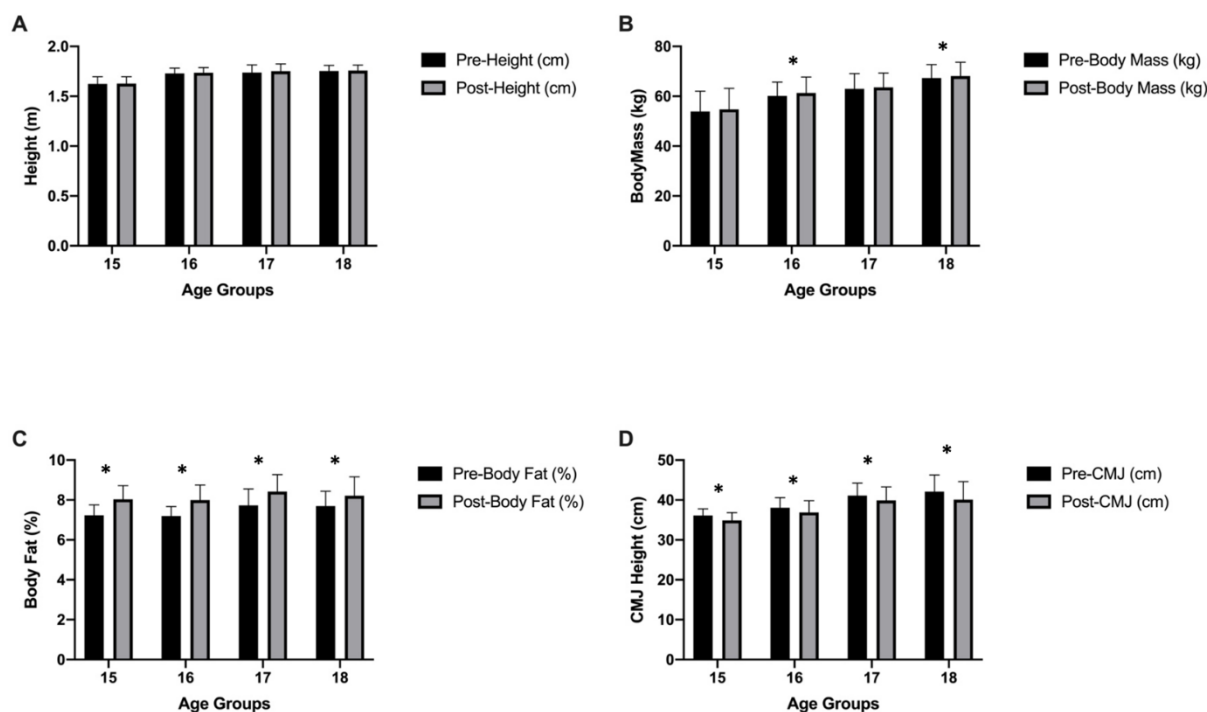 A
2.0
1.5
1.0
0.5
0.0
Height (m)
15 16 17 18
Age Groups
Pre-Height (cm)
Post-Height (cm)
B
80
60
40
20
0
BodyMass (kg)
* *
15 16 17 18
Age Groups
Pre-Body Mass (kg)
Post-Body Mass (kg)
C
10
8
6
4
2
0
Body Fat (%)
* * * *
15 16 17 18
Age Groups
Pre-Body Fat (%)
Post-Body Fat (%)
D
50
40
30
20
10
0
CMJ Height (cm)
* * * *
15 16 17 18
Age Groups
Pre-CMJ (cm)
Post-CMJ (cm)